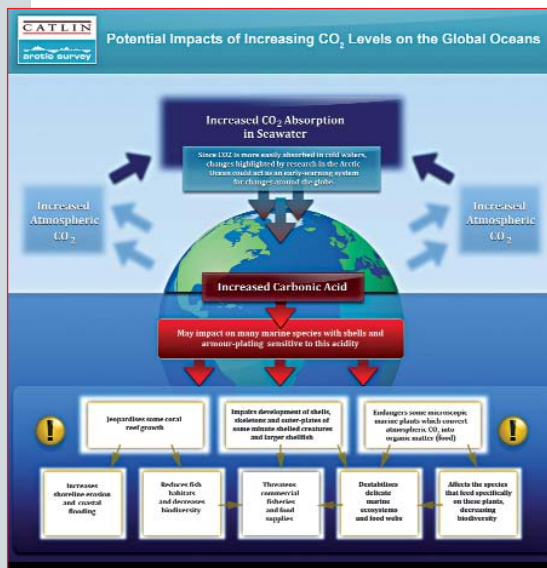 CATLIN
arctic survey
Potential Impacts of Increasing CO₂ Levels on the Global Oceans
Increased CO₂ Absorption
in Seawater
Since CO2 is more easily absorbed in cold waters,
changes highlighted by research in the Arctic
Ocean could act as an early-warning system
for changes around the globe.
Increased
Atmospheric
CO₂
Increased
Atmospheric
CO₂
Increased Carbonic Acid
May impact on many marine species with shells and
armour-plating sensitive to this acidity
Jeopardises some coral
reef growth
Impairs development of shells,
skeletons and outer-plates of
some minute shelled creatures
and larger shellfish
Endangers some microscopic
marine plants which convert
atmospheric CO₂ into
organic matter (food)
Increases
shoreline erosion
and coastal
flooding
Reduces fish
habitats
and decreases
biodiversity
Threatens
commercial
fisheries
and food
supplies
Destabilises
delicate
marine
ecosystems
and food webs
Affects the species
that feed specifically
on these plants,
decreasing
biodiversity